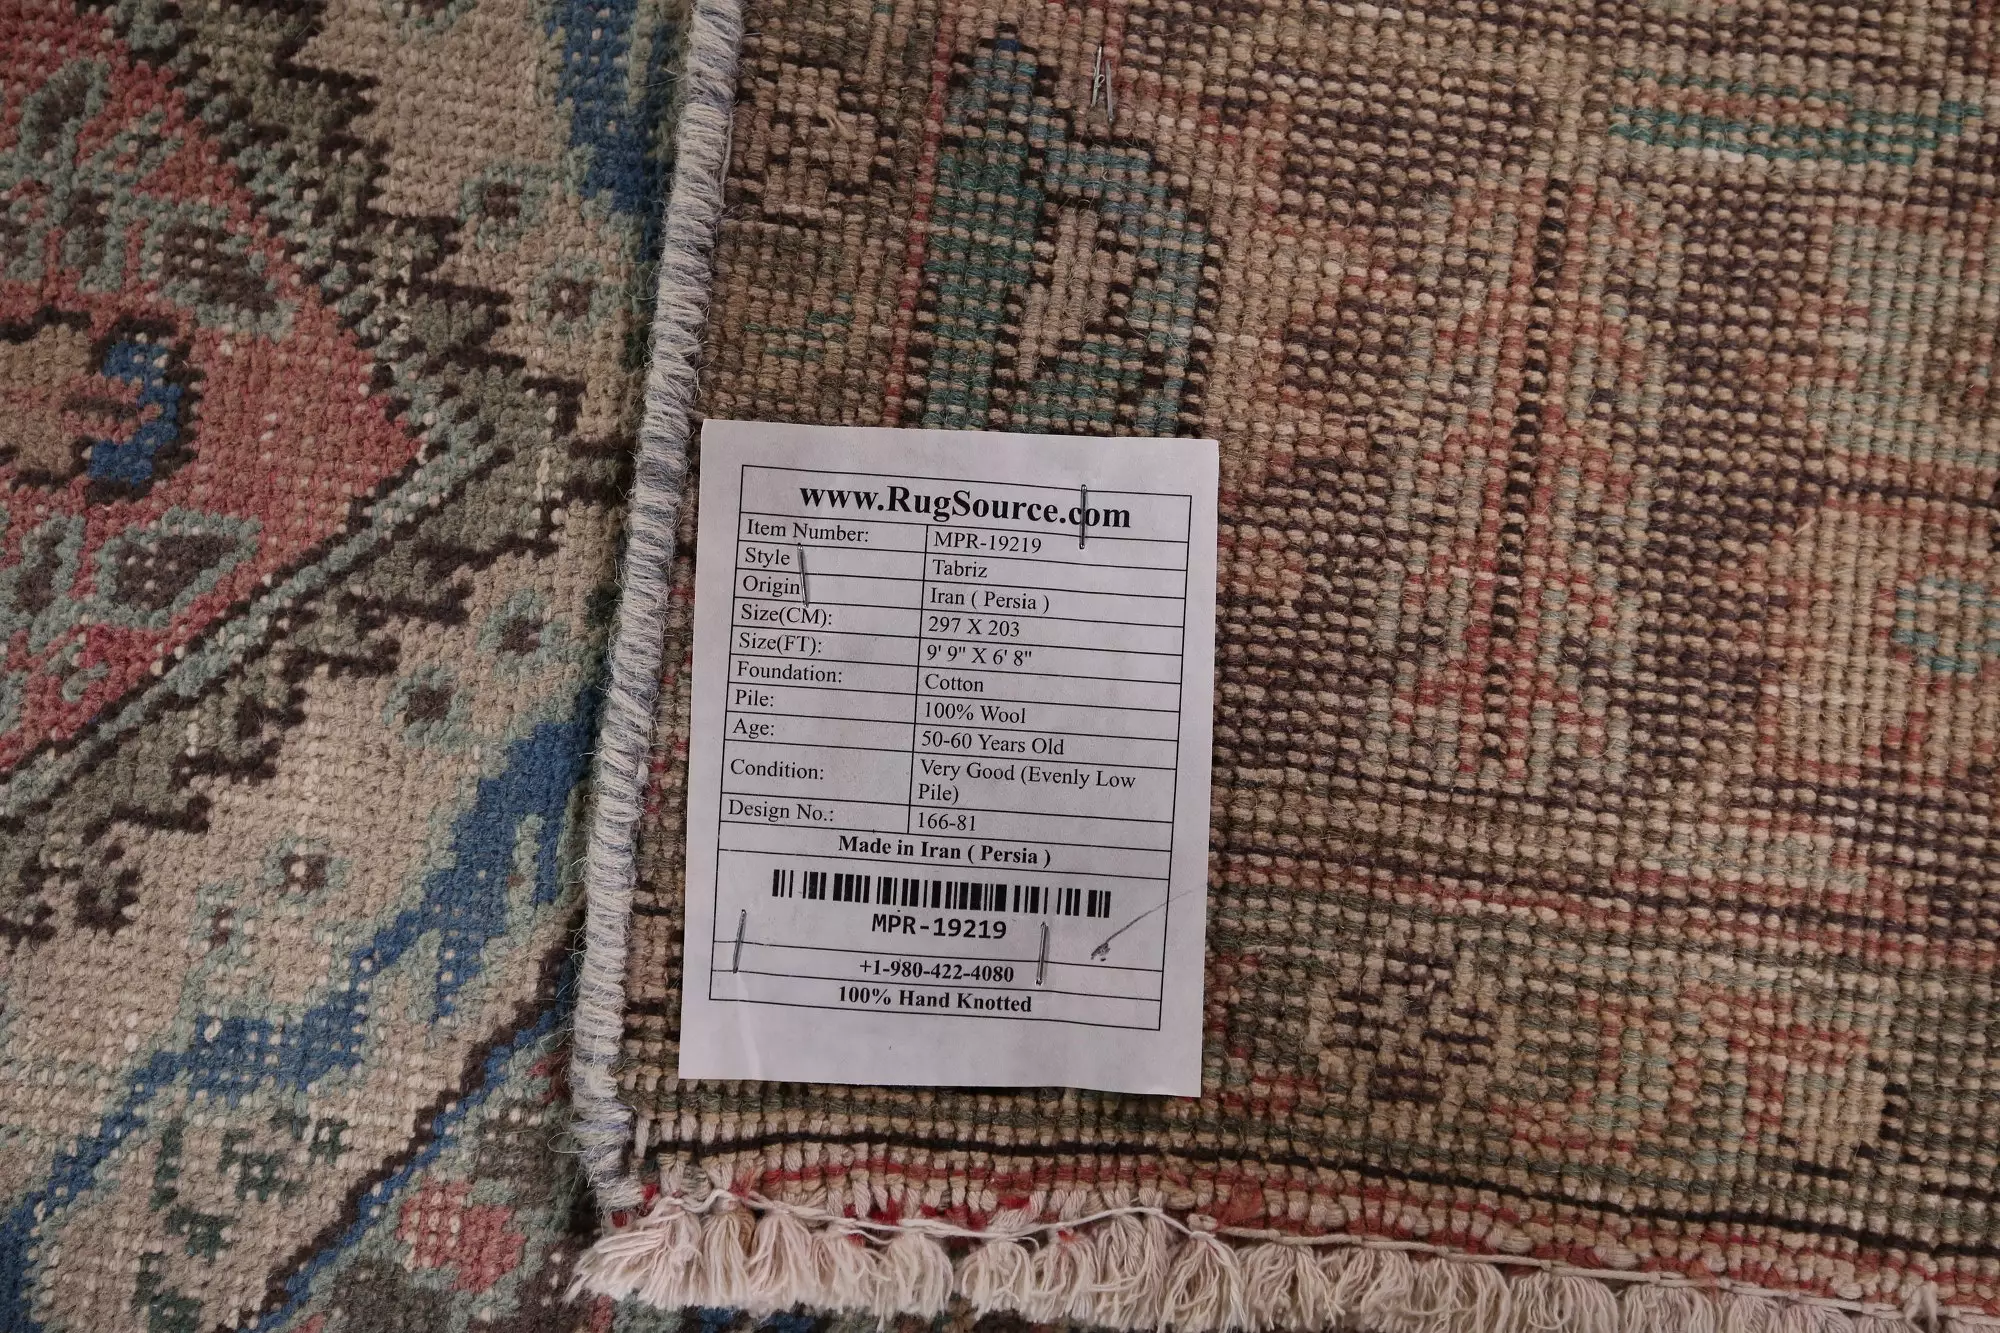 www.RugSource.com
Item Number: MPR-19219
Style Tabriz
Origin Iran ( Persia )
Size(CM): 297 X 203
Size(FT): 9' 9" X 6' 8"
Foundation: Cotton
Pile: 100% Wool
Age: 50-60 Years Old
Condition: Very Good (Evenly Low
Pile)
Design No.: 166-81
Made in Iran ( Persia )
MPR-19219
+1-980-422-4080
100% Hand Knotted